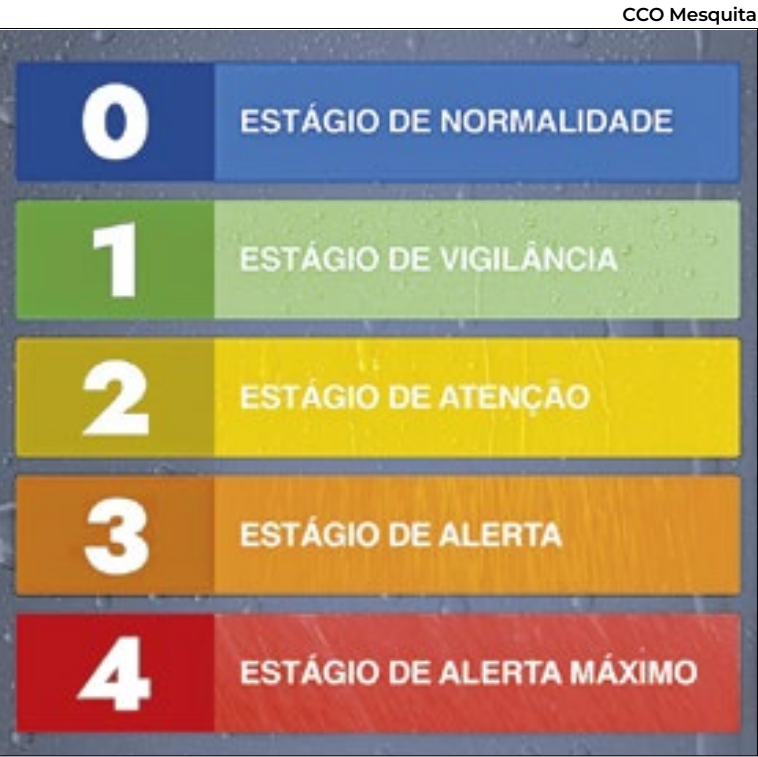 CCO Mesquita
0 ESTÁGIO DE NORMALIDADE
1 ESTÁGIO DE VIGILÂNCIA
2 ESTÁGIO DE ATENÇÃO
3 ESTÁGIO DE ALERTA
4 ESTÁGIO DE ALERTA MÁXIMO